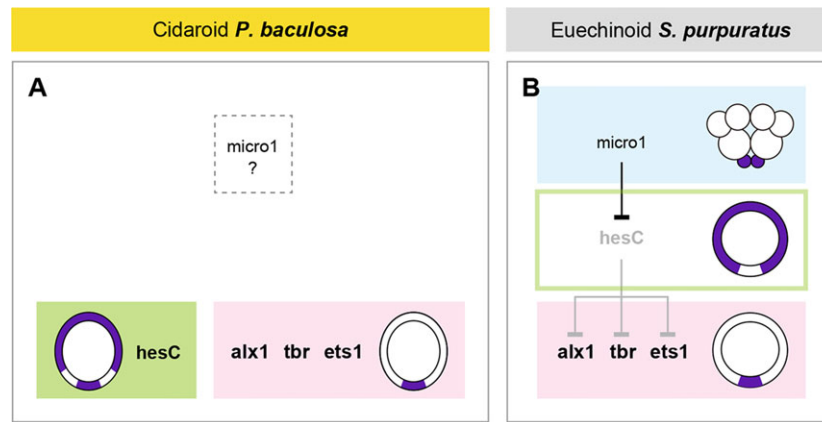 Cidaroid P. baculosa
Euechinoid S. purpuratus
A
micro1
?
hesC
alx1 tbr ets1
B
micro1
hesC
alx1 tbr ets1